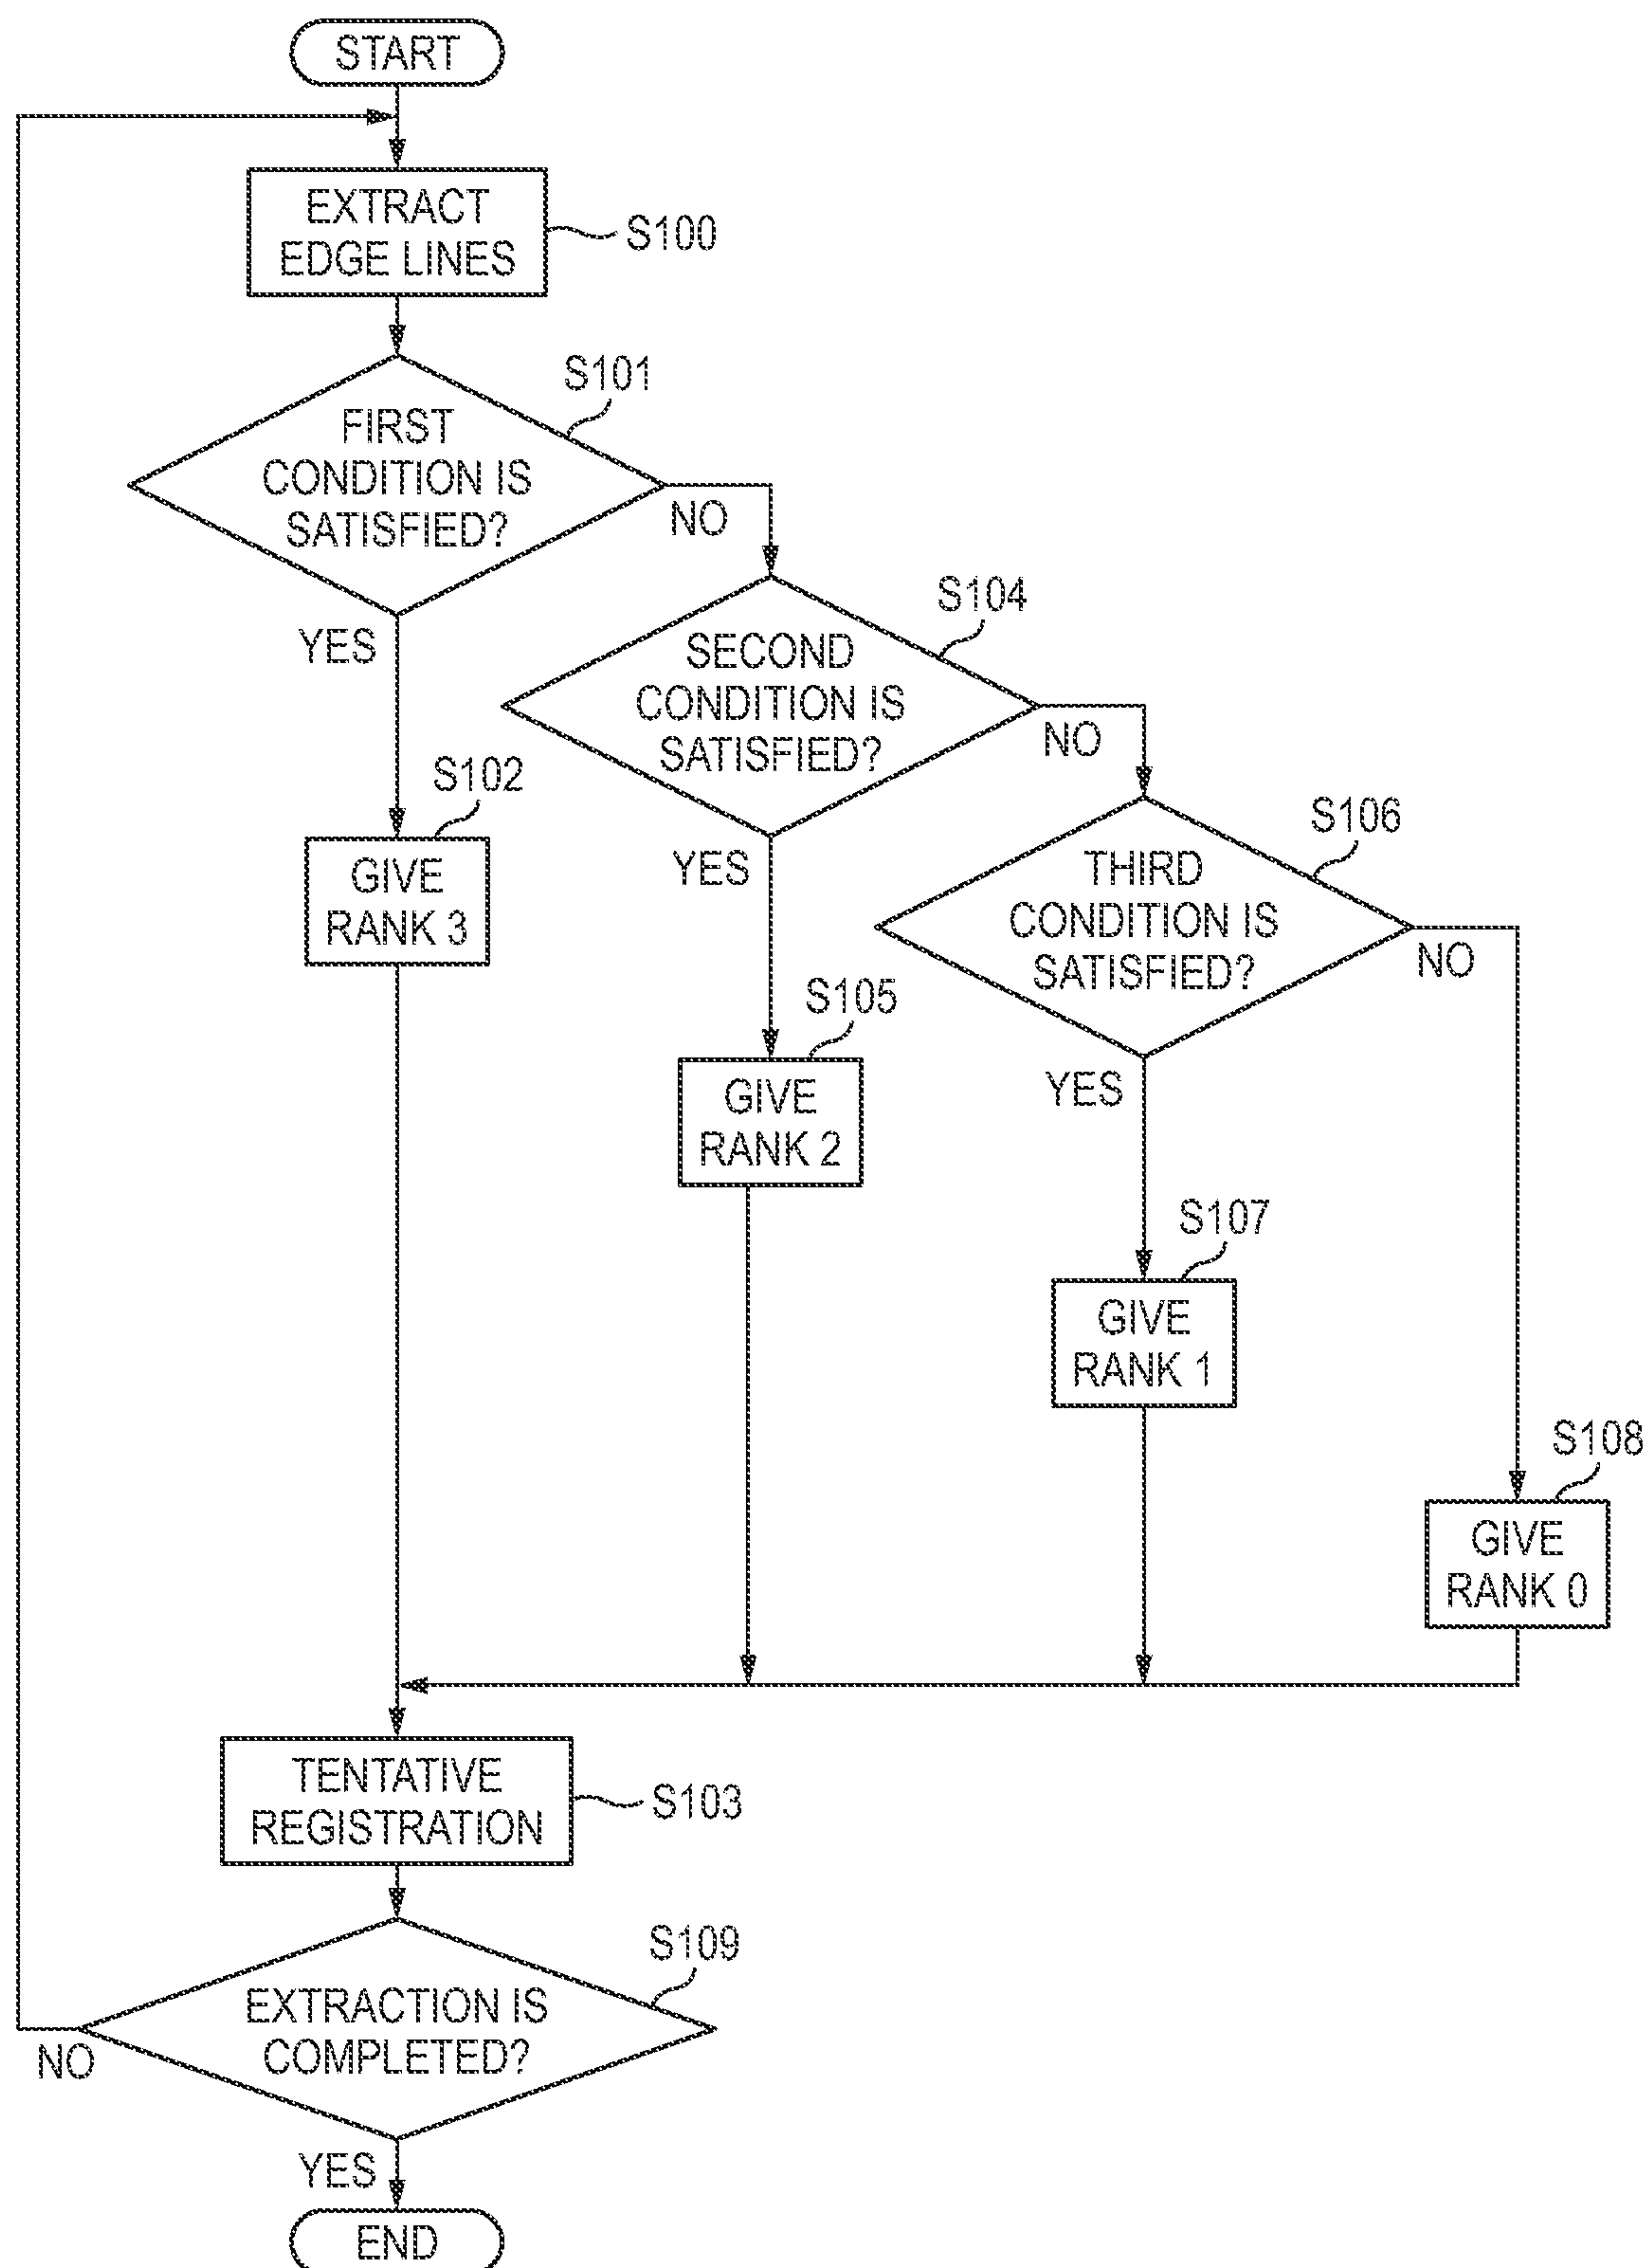 START
EXTRACT
EDGE LINES
S100
S101
FIRST
CONDITION IS
SATISFIED?
NO
YES
S104
SECOND
CONDITION IS
SATISFIED?
NO
YES
S102
GIVE
RANK 3
S106
THIRD
CONDITION IS
SATISFIED?
NO
YES
S105
GIVE
RANK 2
S107
GIVE
RANK 1
S108
GIVE
RANK 0
TENTATIVE
REGISTRATION
S103
S109
EXTRACTION IS
COMPLETED?
NO
YES
END